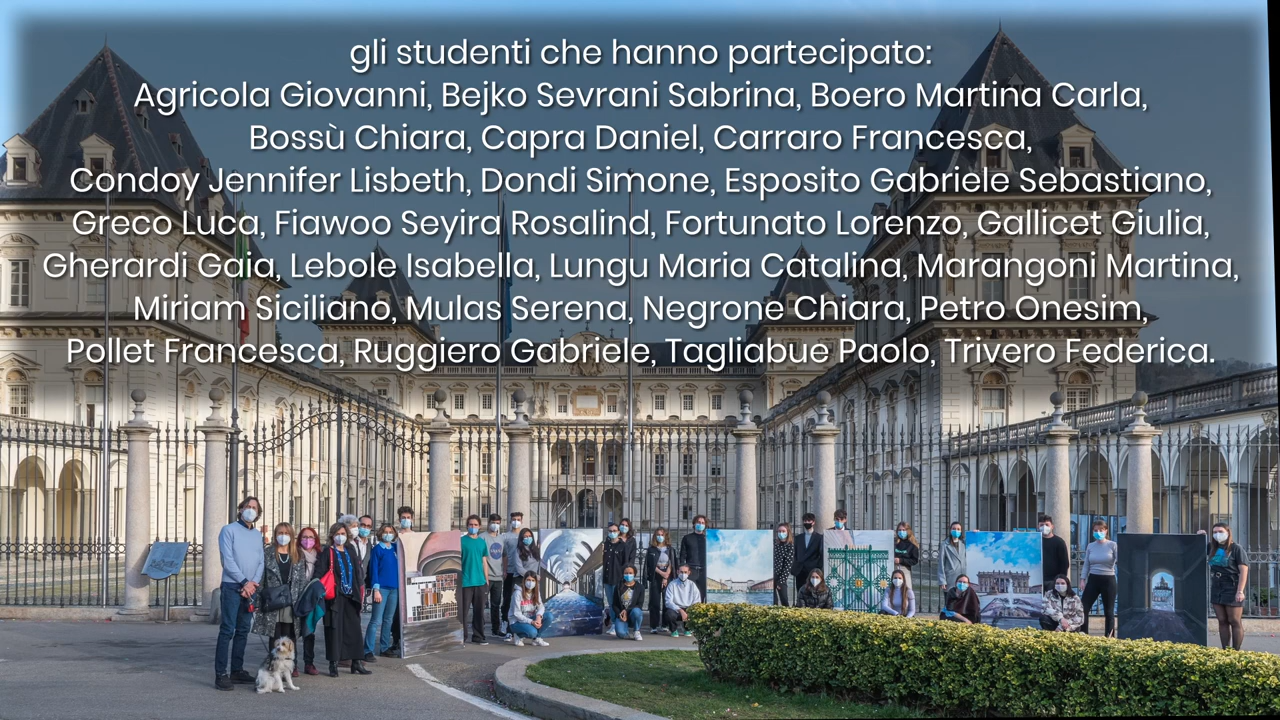 gli studenti che hanno partecipato:
Agricola Giovanni, Bejko Sevrani Sabrina, Boero Martina Carla,
Bossù Chiara, Capra Daniel, Carraro Francesca,
Condoy Jennifer Lisbeth, Dondi Simone, Esposito Gabriele Sebastiano,
Greco Luca, Fiawoo Seyira Rosalind, Fortunato Lorenzo, Gallicet Giulia,
Gherardi Gaia, Lebole Isabella, Lungu Maria Catalina, Marangoni Martina,
Miriam Siciliano, Mulas Serena, Negrone Chiara, Petro Onesim,
Pollet Francesca, Ruggiero Gabriele, Tagliabue Paolo, Trivero Federica.